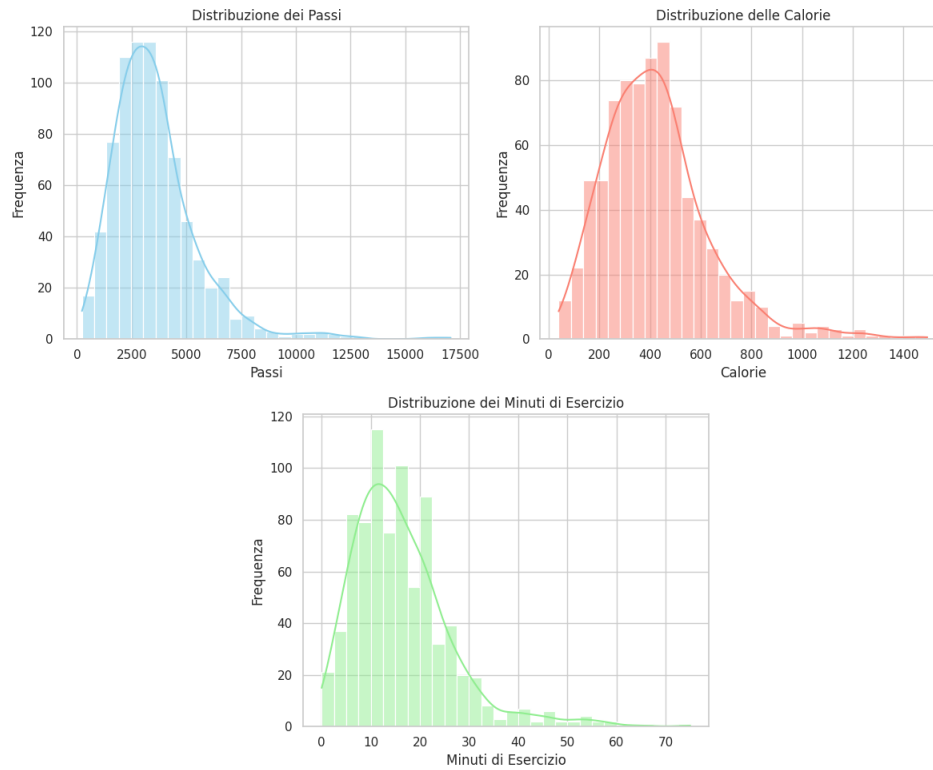 Distribuzione dei Passi
120
100
80
60
40
20
0
Frequenza
0 2500 5000 7500 10000 12500 15000 17500
Passi
Distribuzione delle Calorie
80
60
40
20
0
Frequenza
0 200 400 600 800 1000 1200 1400
Calorie
Distribuzione dei Minuti di Esercizio
120
100
80
60
40
20
0
Frequenza
0 10 20 30 40 50 60 70
Minuti di Esercizio